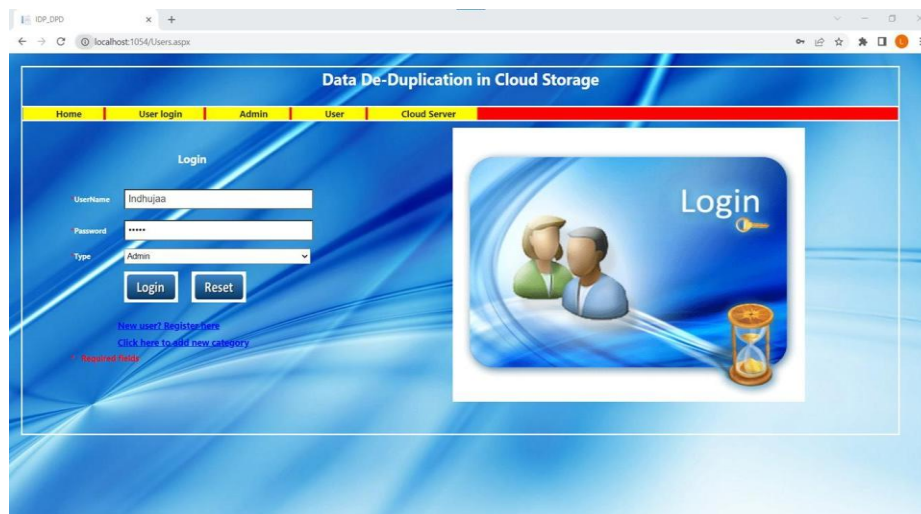 IDP_DPD
localhost:1054/Users.aspx
L
Data De-Duplication in Cloud Storage
Home User login Admin User Cloud Server
Login
UserName Indhujaa
Password •••••
Type Admin
Login Reset
New user? Register here
Click here to add new category
* Required fields
Login